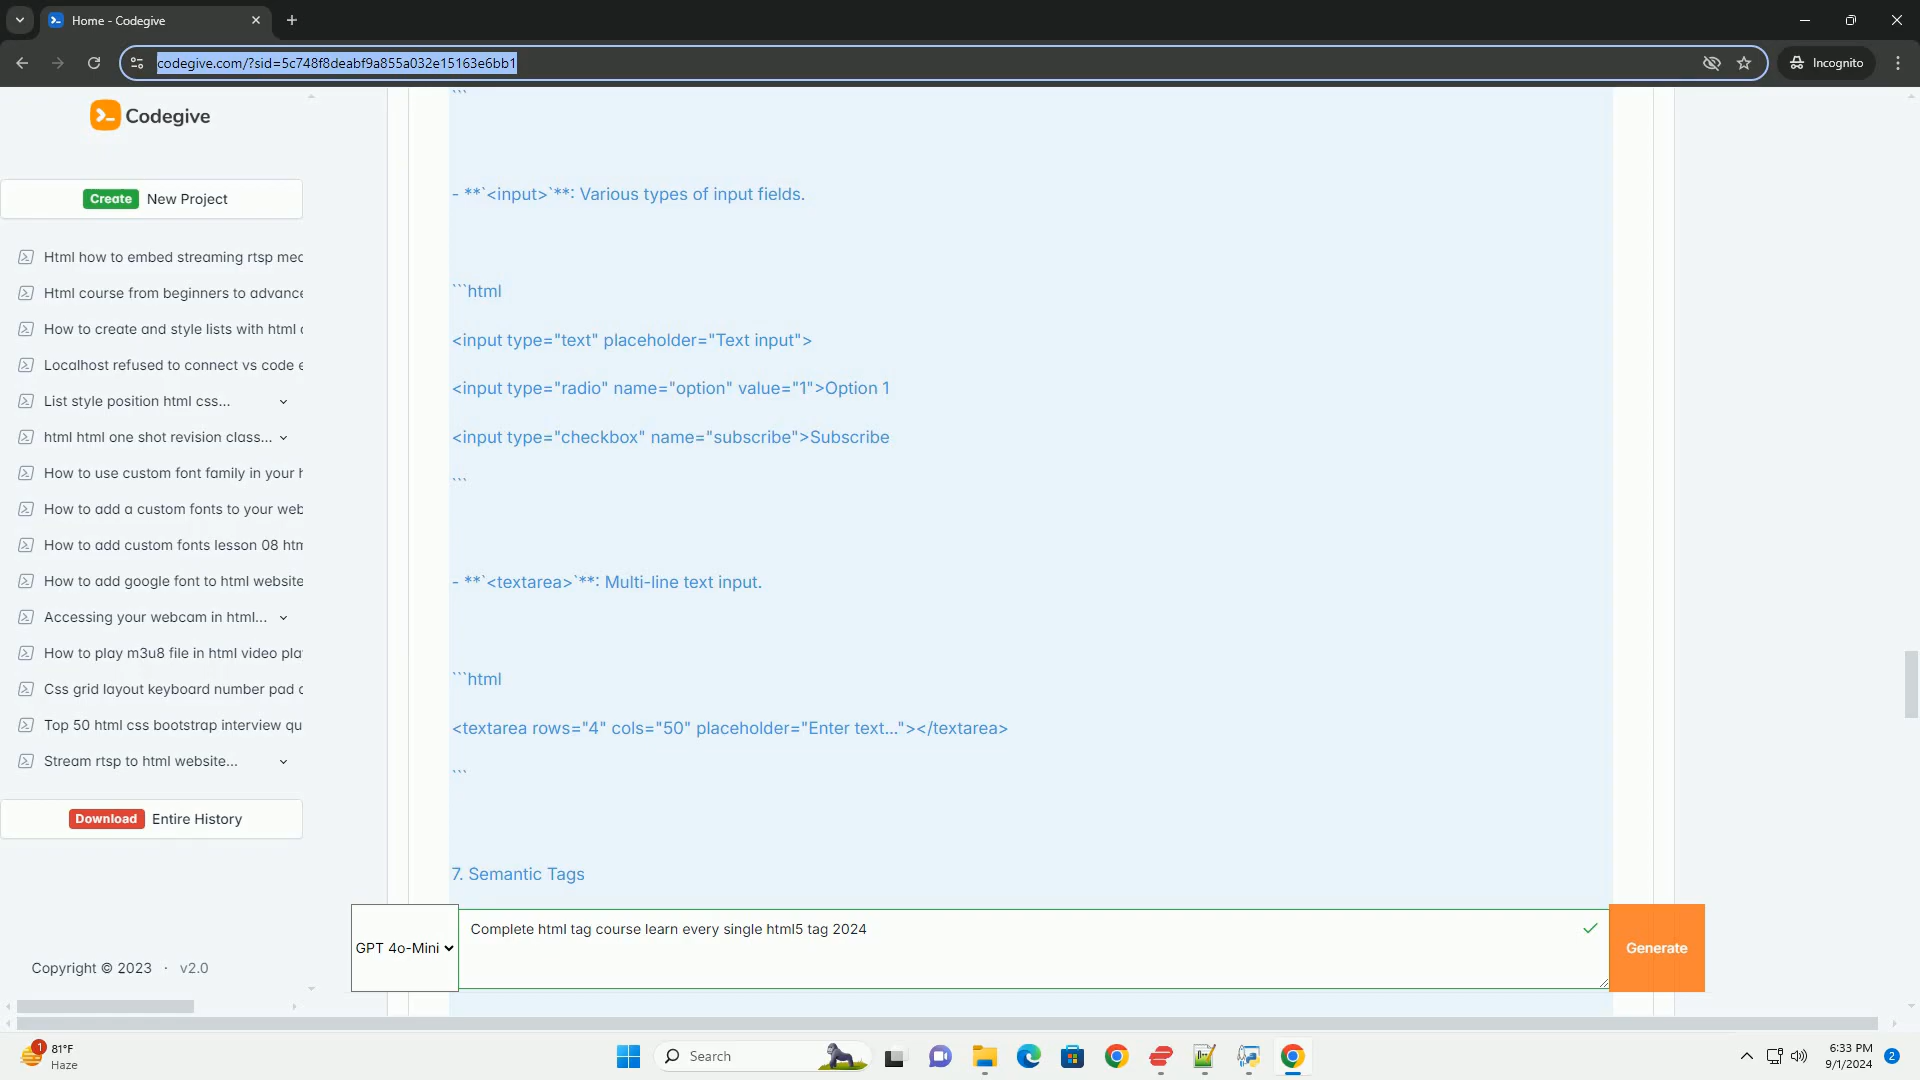 Home - Codegive
codegive.com/?sid=5c748f8deabf9a855a032e15163e6bb1
Incognito
Codegive
Create New Project
Html how to embed streaming rtsp mec
Html course from beginners to advance
How to create and style lists with html c
Localhost refused to connect vs code e
List style position html css...
html html one shot revision class...
How to use custom font family in your h
How to add a custom fonts to your web
How to add custom fonts lesson 08 htm
How to add google font to html website
Accessing your webcam in html...
How to play m3u8 file in html video pla
Css grid layout keyboard number pad c
Top 50 html css bootstrap interview qu
Stream rtsp to html website...
Download Entire History
Copyright © 2023 · v2.0
```
- **`<input>`**: Various types of input fields.
```html
<input type="text" placeholder="Text input">
<input type="radio" name="option" value="1">Option 1
<input type="checkbox" name="subscribe">Subscribe
```
- **`<textarea>`**: Multi-line text input.
```html
<textarea rows="4" cols="50" placeholder="Enter text..."></textarea>
```
7. Semantic Tags
GPT 4o-Mini
Complete html tag course learn every single html5 tag 2024
Generate
1
81°F
Haze
Search
6:33 PM
9/1/2024
2